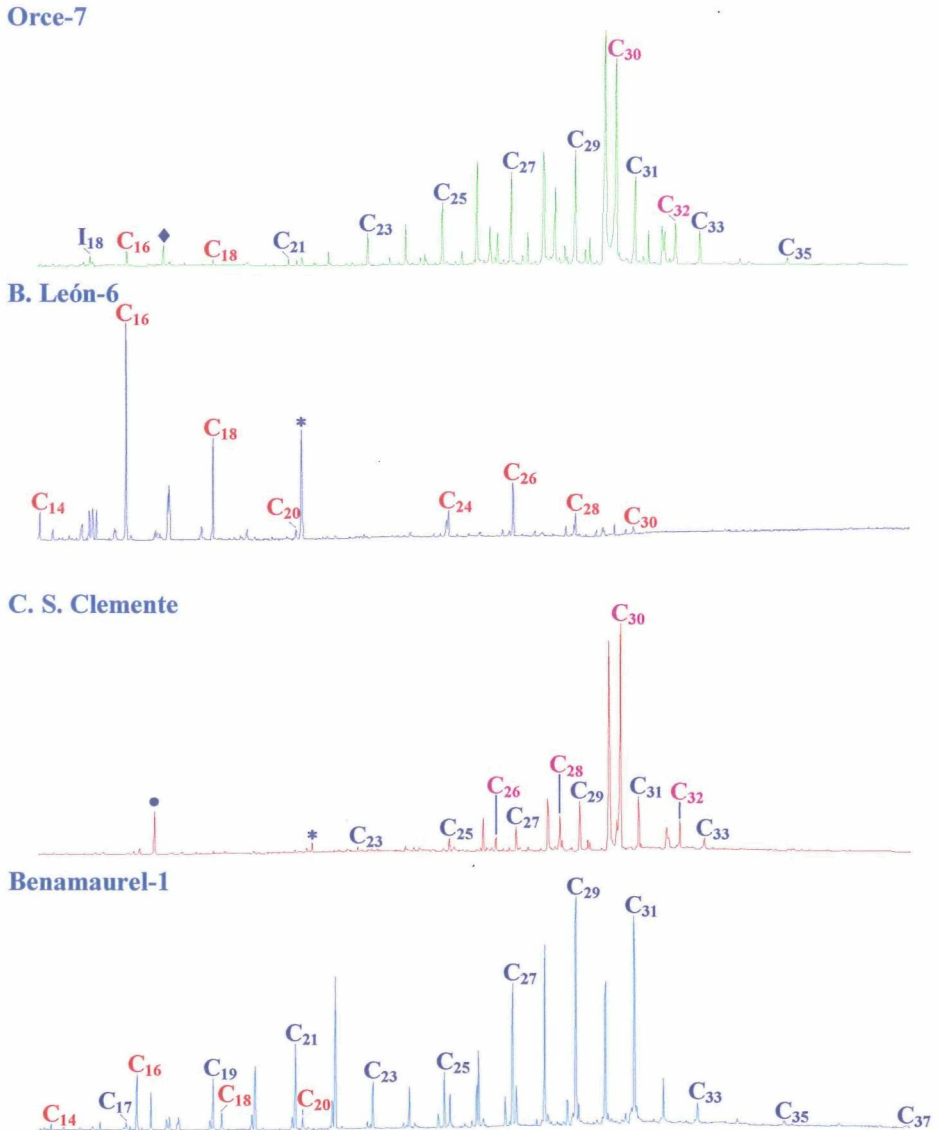 Orce-7
C30
C29
C27
C31
C25
C32
C23
C33
I18
C16
♦
C18
C21
C35
B. León-6
C16
C18
*
C26
C14
C20
C24
C28
C30
C. S. Clemente
C30
C28
C26
●
C29
C31
C32
*
C23
C25
C27
C33
Benamaurel-1
C29
C31
C27
C21
C16
C19
C25
C23
C17
C18
C20
C14
C33
C35
C37